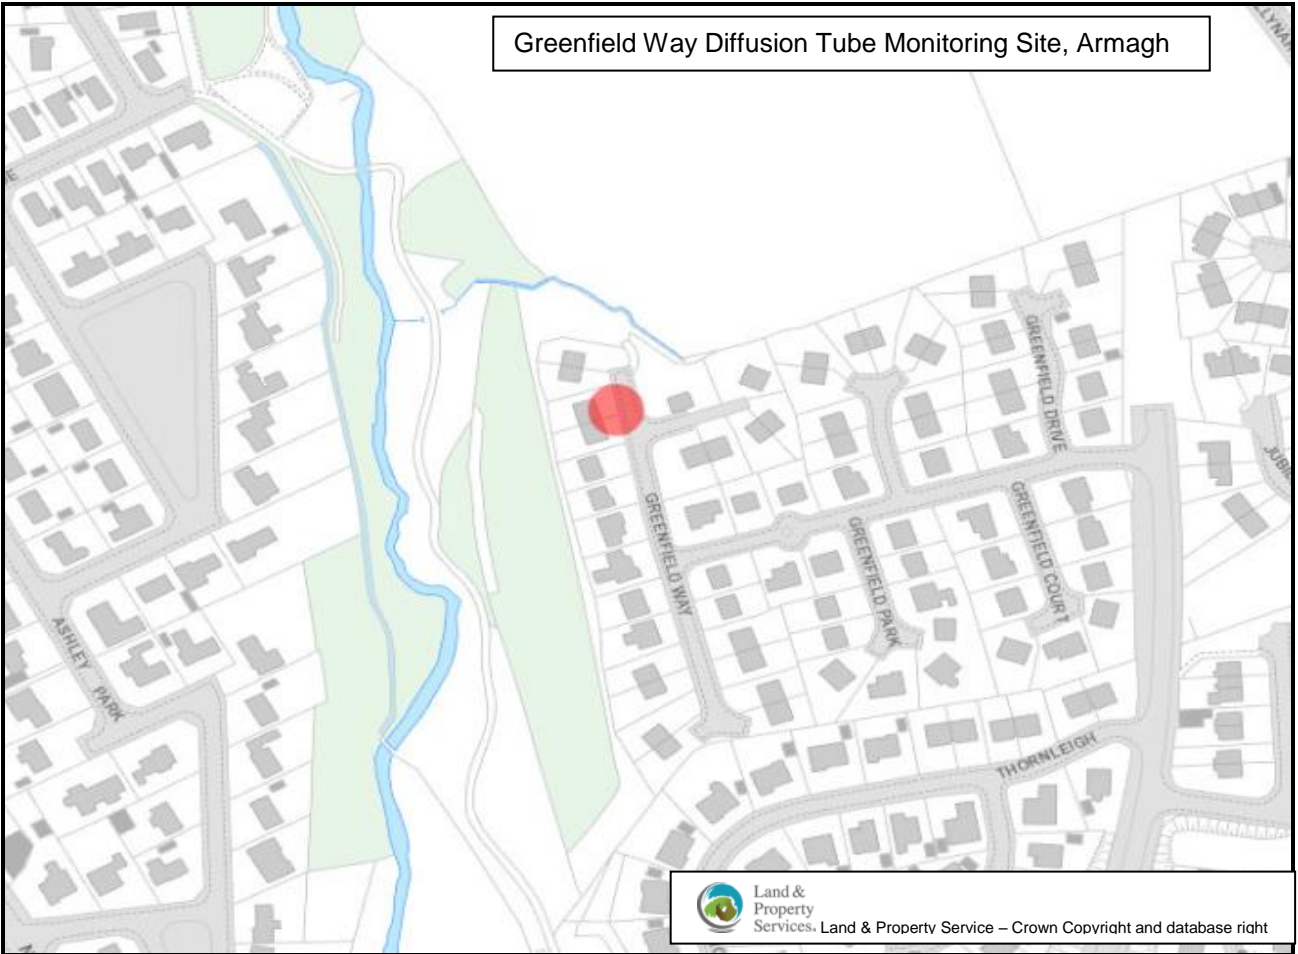 Greenfield Way Diffusion Tube Monitoring Site, Armagh
GREENFIELD DRIVE
GREENFIELD WAY
GREENFIELD PARK
GREENFIELD COURT
ASHLEY PARK
THORNLEIGH
Land &
Property
Services.
Land & Property Service – Crown Copyright and database right